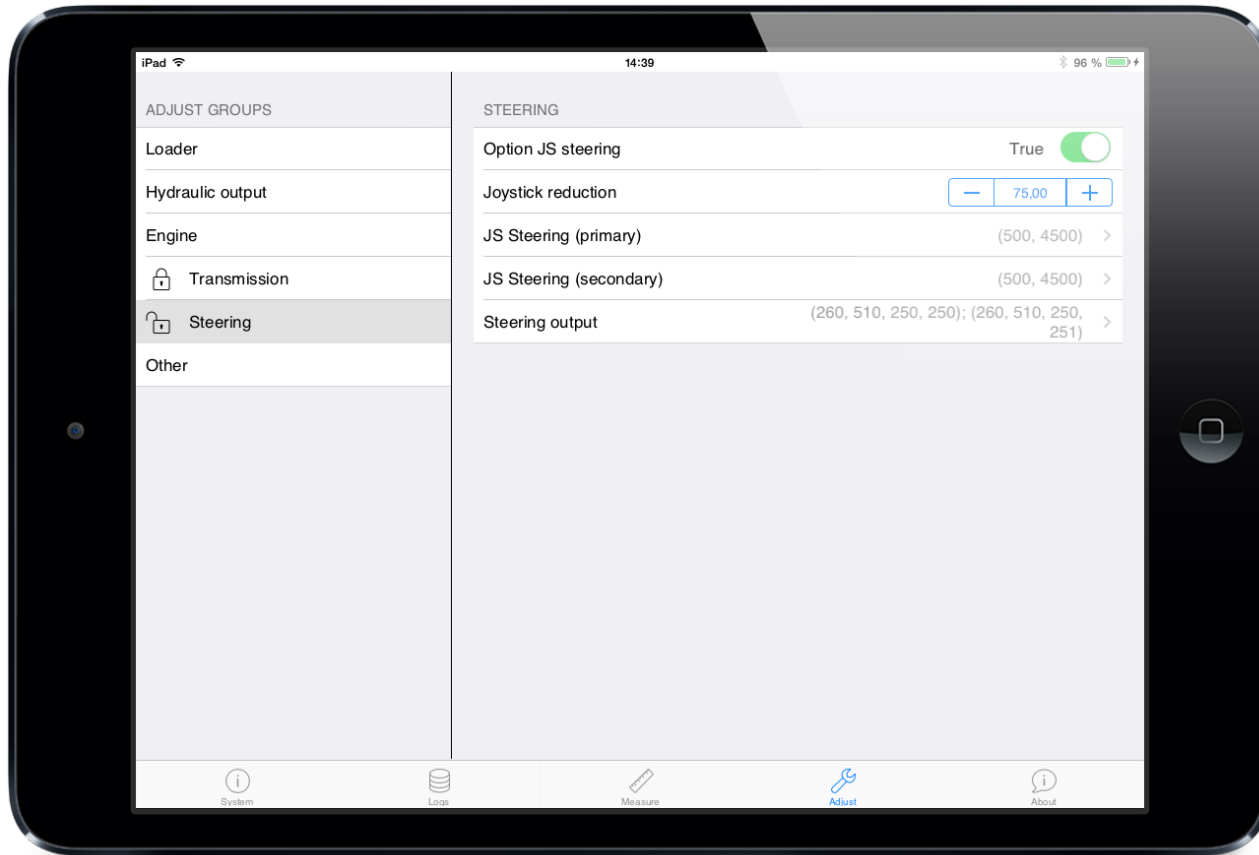 iPad 14:39 96 %
ADJUST GROUPS
Loader
Hydraulic output
Engine
Transmission
Steering
Other
STEERING
Option JS steering True
Joystick reduction 75,00
JS Steering (primary) (500, 4500)
JS Steering (secondary) (500, 4500)
Steering output (260, 510, 250, 250); (260, 510, 250,
251)
System Logs Measure Adjust About